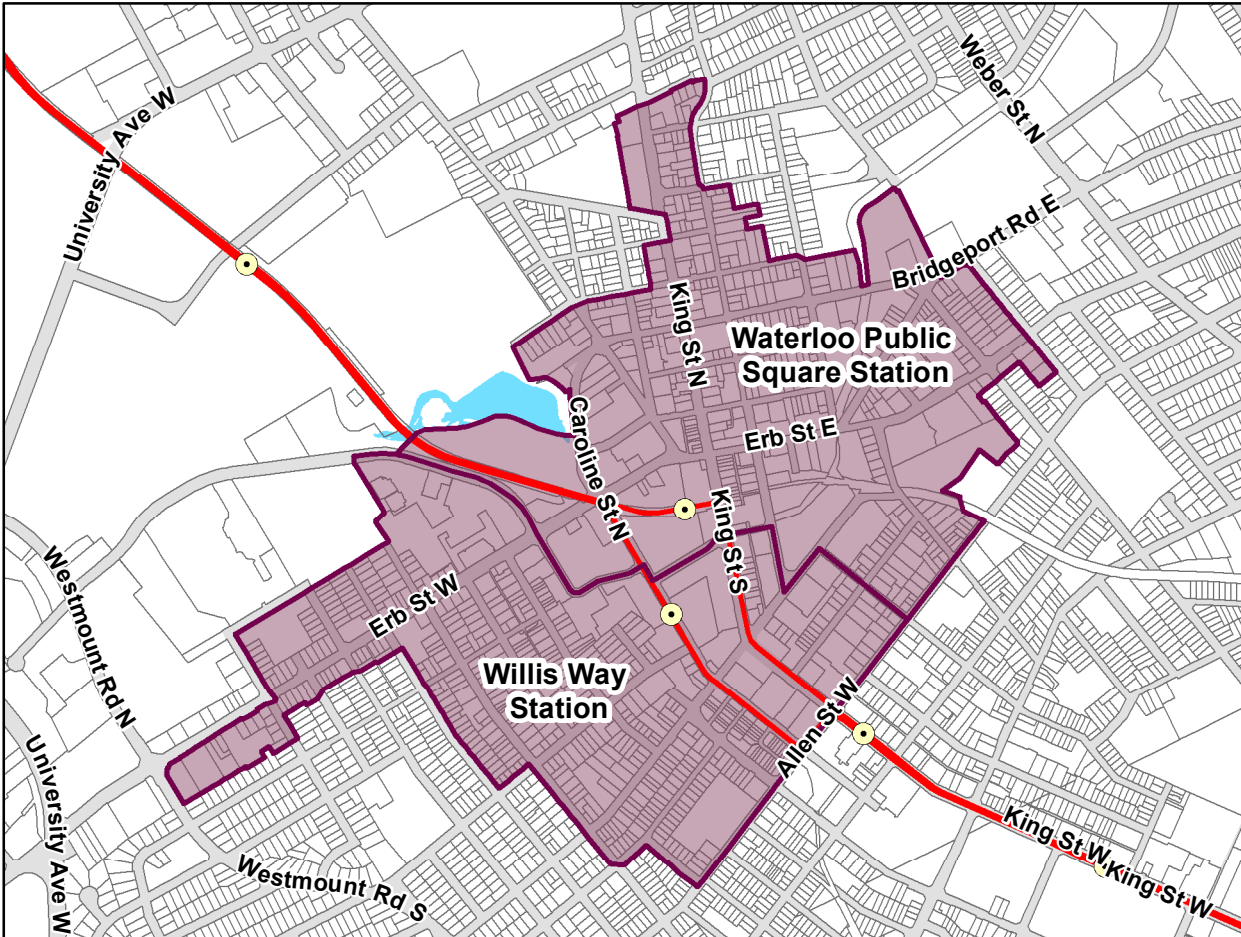 Weber St N
University Ave W
Bridgeport Rd E
King St N
Waterloo Public
Square Station
Caroline St N
Erb St E
King St S
Westmount Rd N
Erb St W
Willis Way
Station
Allen St W
University Ave W
King St W
King St W
Westmount Rd S